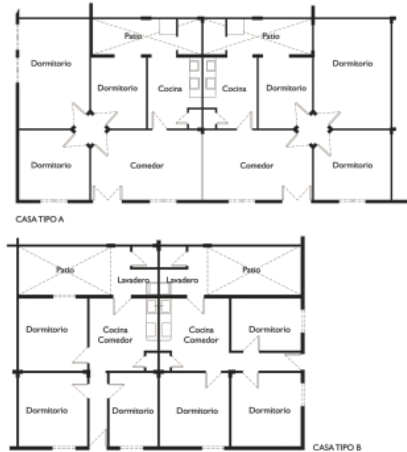 Patio Patio
Dormitorio Dormitorio
Dormitorio Cocina Cocina Dormitorio
Dormitorio Comedor Comedor Dormitorio
CASA TIPO A
Patio Lavadero Lavadero Patio
Dormitorio Cocina Comedor Cocina Comedor Dormitorio
Dormitorio Dormitorio Dormitorio Dormitorio
CASA TIPO B